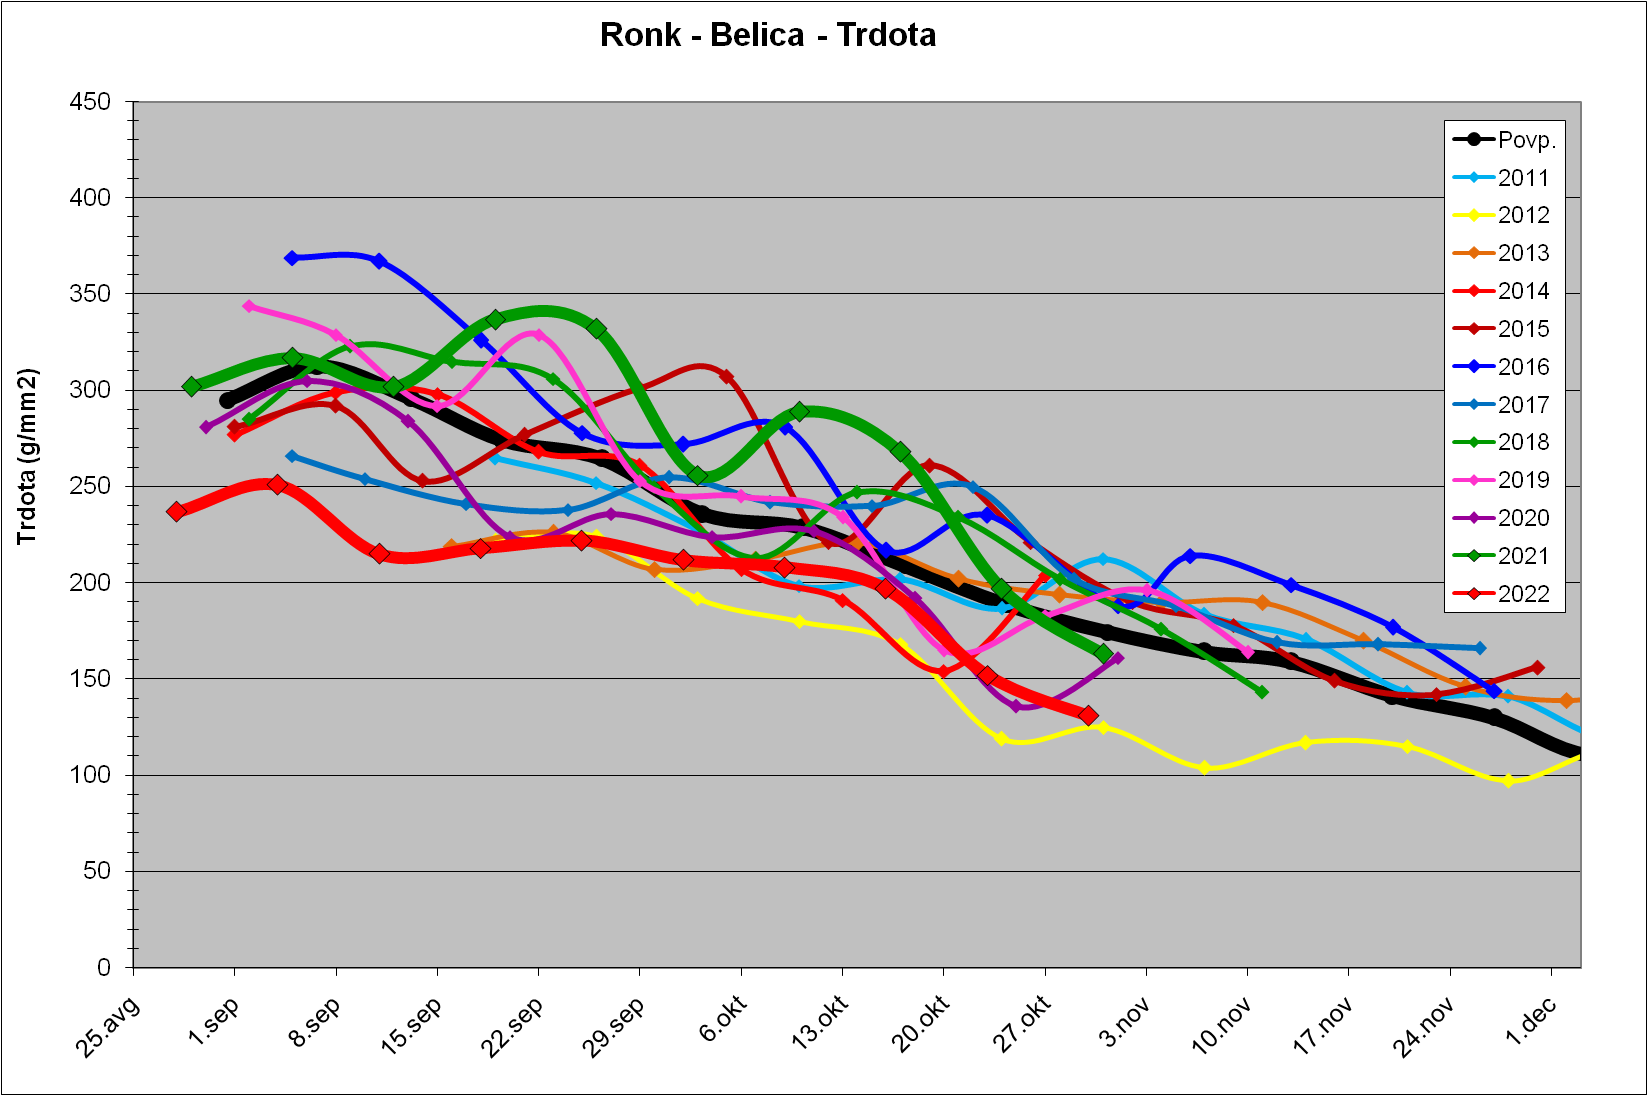 Ronk - Belica - Trdota
Trdota (g/mm2)
450
400
350
300
250
200
150
100
50
0
25.avg
1.sep
8.sep
15.sep
22.sep
29.sep
6.okt
13.okt
20.okt
27.okt
3.nov
10.nov
17.nov
24.nov
1.dec
Povp.
2011
2012
2013
2014
2015
2016
2017
2018
2019
2020
2021
2022